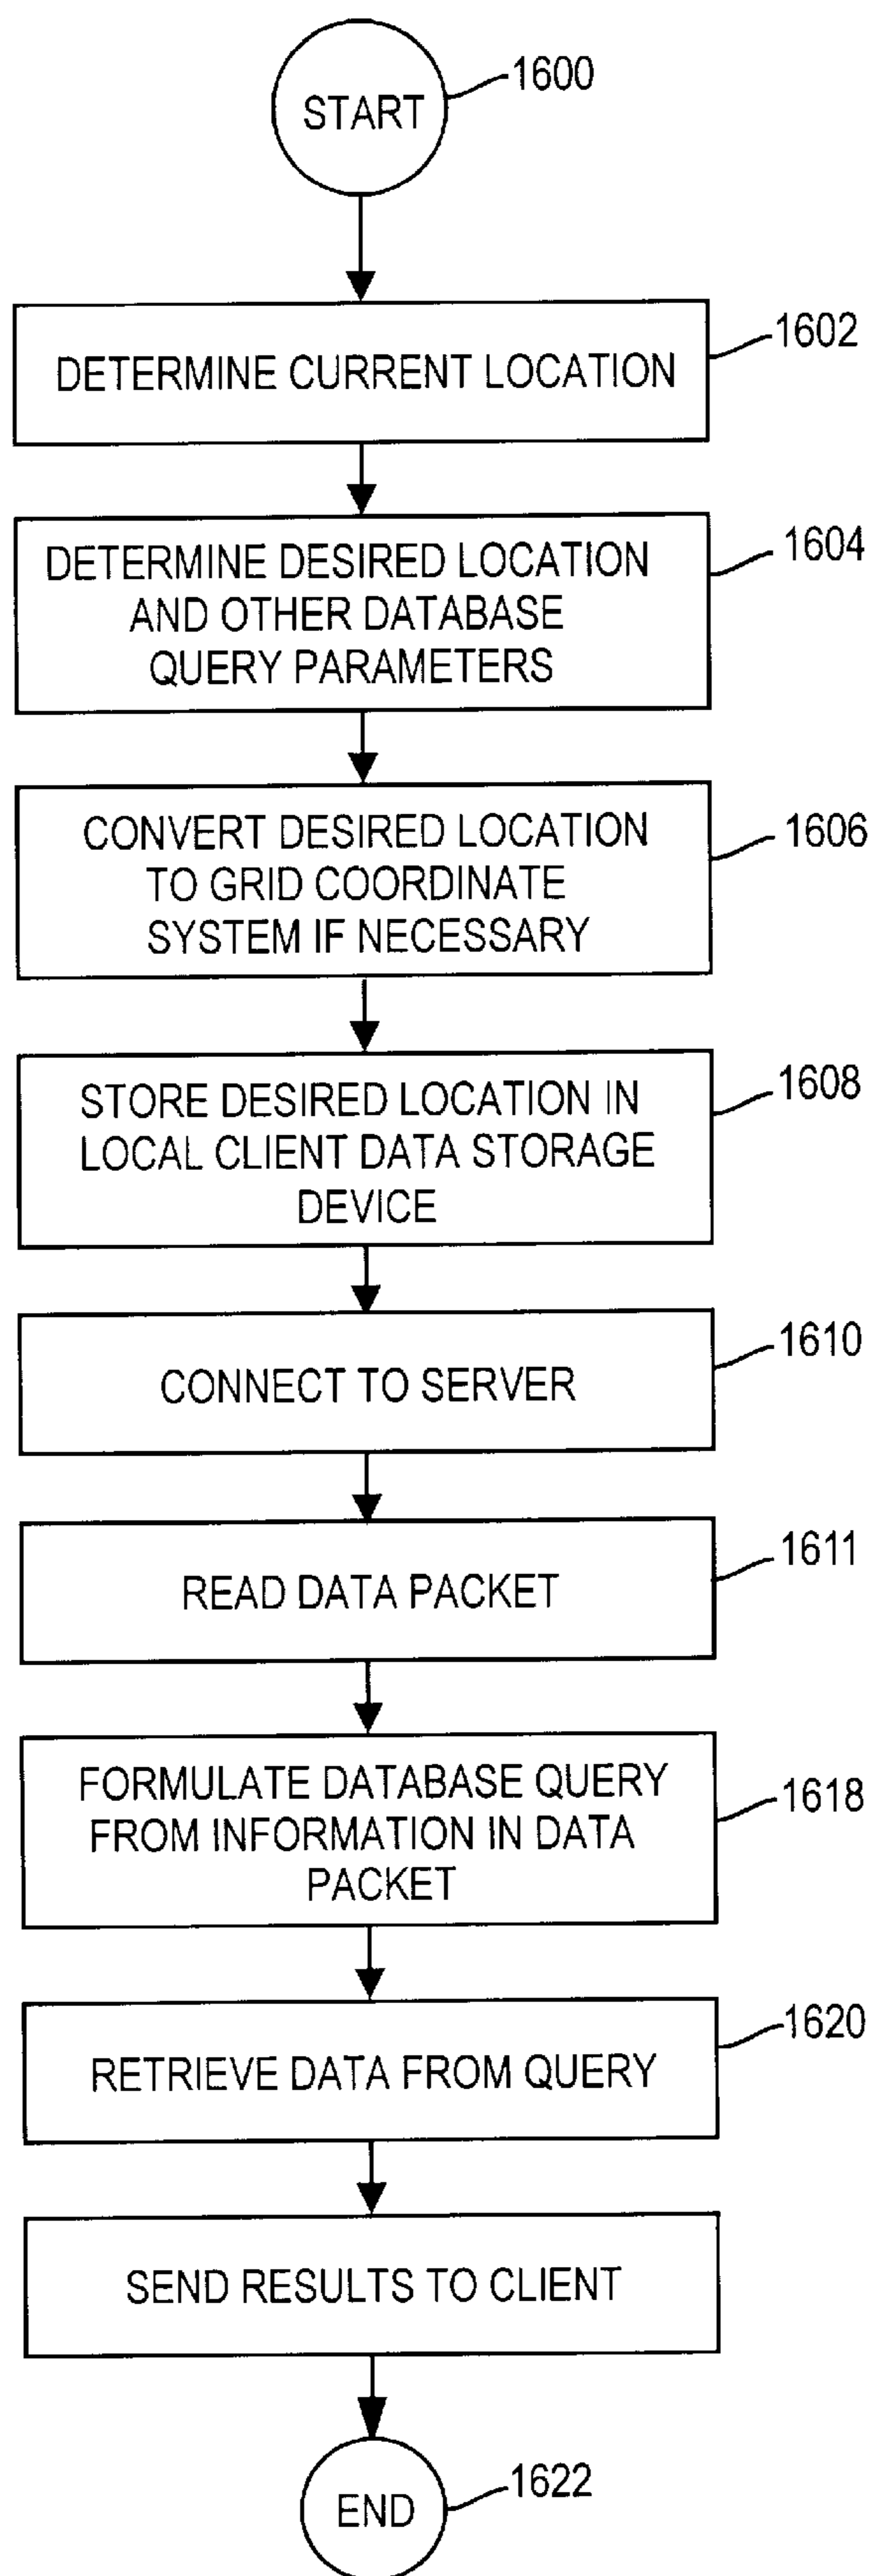 START
1600
DETERMINE CURRENT LOCATION
1602
DETERMINE DESIRED LOCATION
AND OTHER DATABASE
QUERY PARAMETERS
1604
CONVERT DESIRED LOCATION
TO GRID COORDINATE
SYSTEM IF NECESSARY
1606
STORE DESIRED LOCATION IN
LOCAL CLIENT DATA STORAGE
DEVICE
1608
CONNECT TO SERVER
1610
READ DATA PACKET
1611
FORMULATE DATABASE QUERY
FROM INFORMATION IN DATA
PACKET
1618
RETRIEVE DATA FROM QUERY
1620
SEND RESULTS TO CLIENT
END
1622